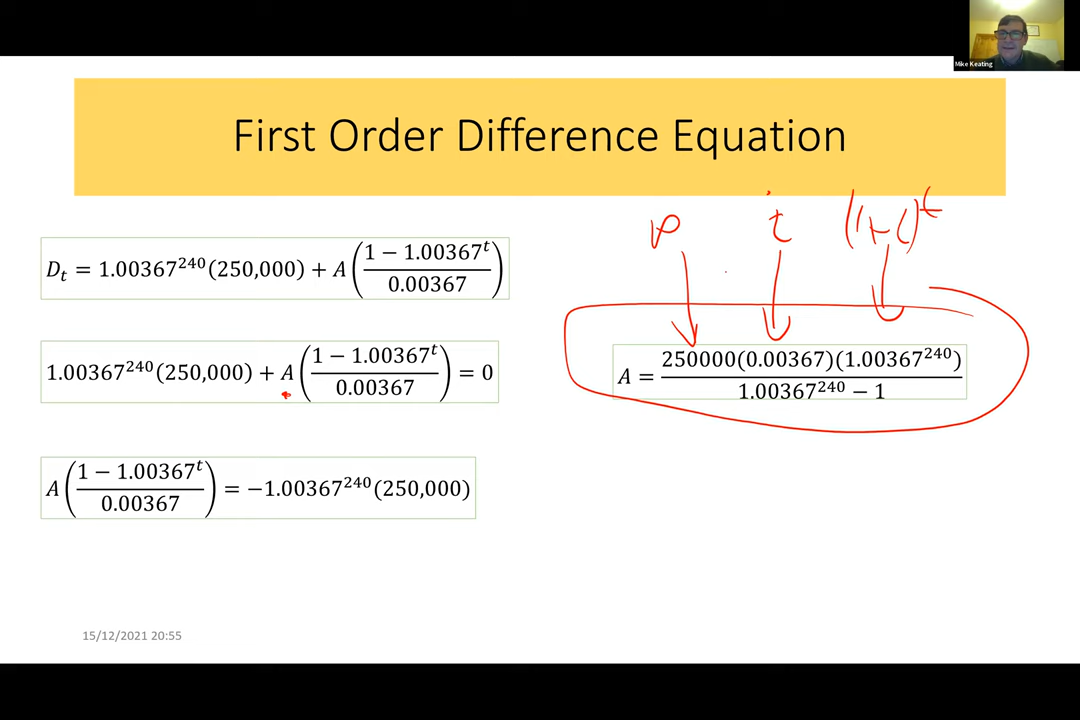 Mike Keating
First Order Difference Equation
P i (1+i)^t
D_t = 1.00367^240(250,000) + A((1 − 1.00367^t)/0.00367)
1.00367^240(250,000) + A((1 − 1.00367^t)/0.00367) = 0
A = (250000(0.00367)(1.00367^240))/(1.00367^240 − 1)
A((1 − 1.00367^t)/0.00367) = −1.00367^240(250,000)
15/12/2021 20:55